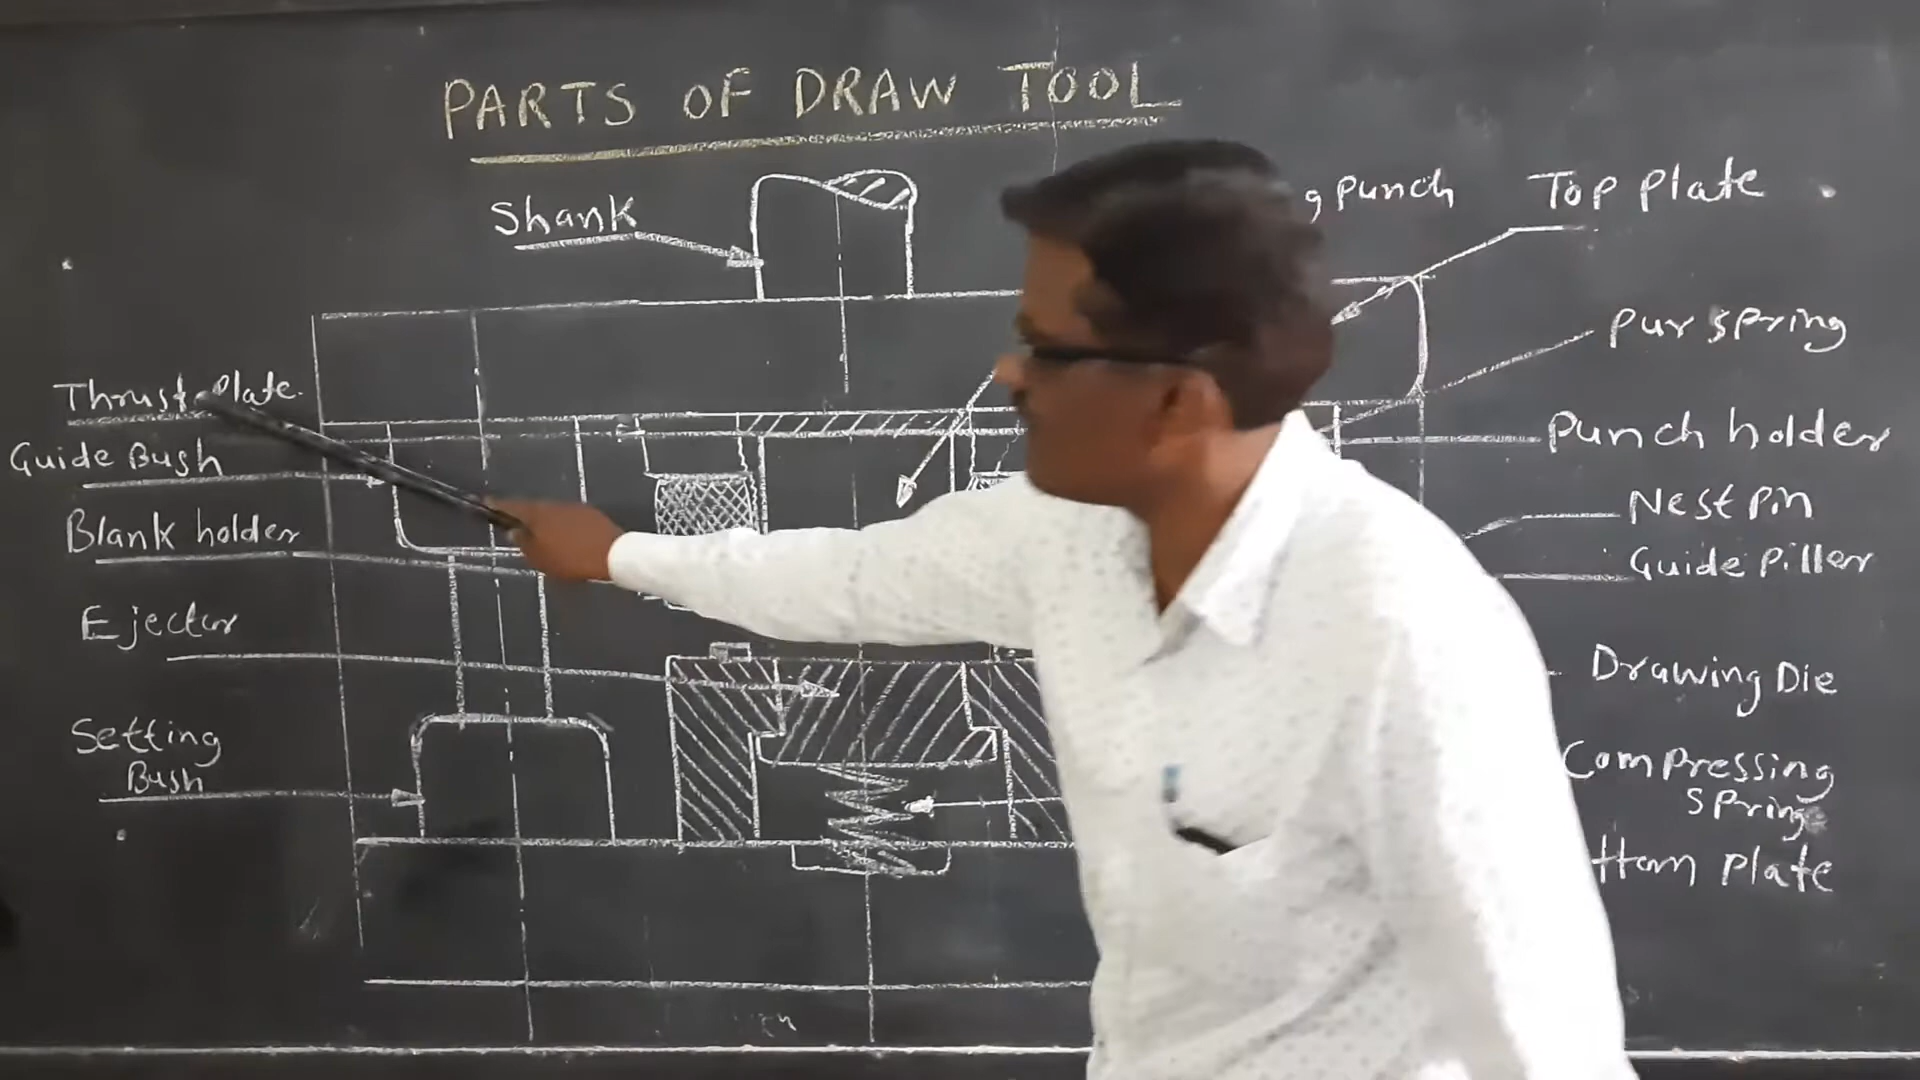 PARTS OF DRAW TOOL
Shank
g Punch
Top Plate
Pur spring
Thrust Plate
Punch holder
Guide Bush
Nest Pin
Blank holder
Guide Piller
Ejector
Drawing Die
Setting
Bush
Compressing
Spring
ttom Plate